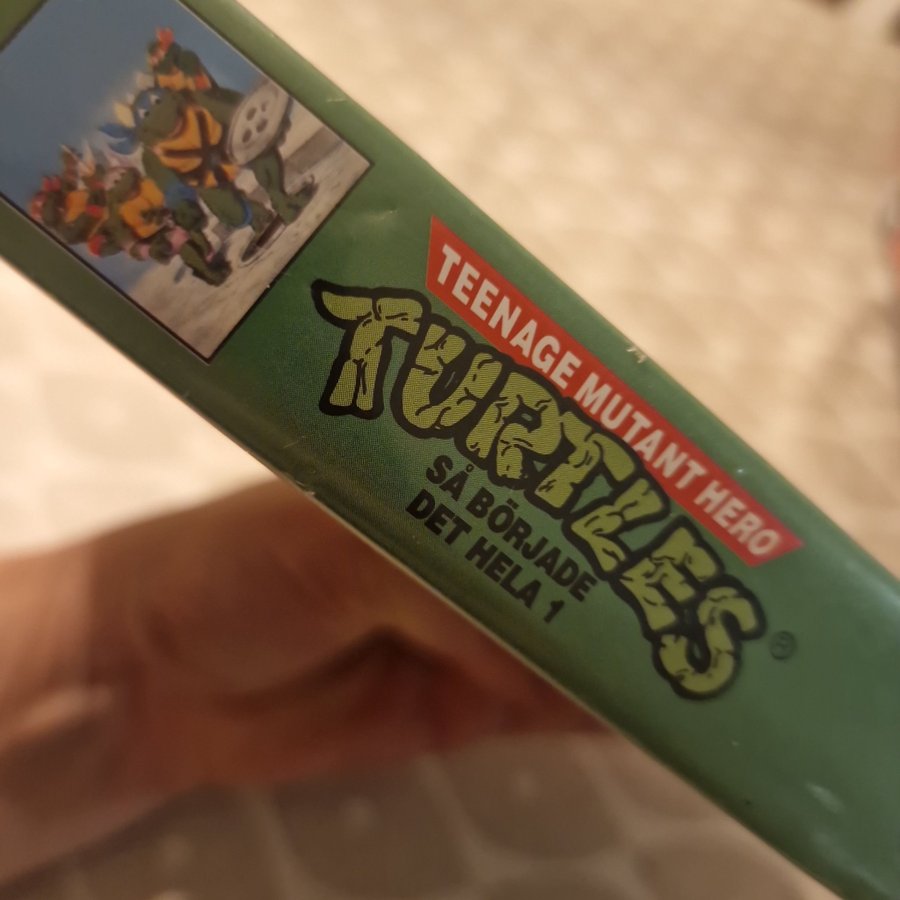 TEENAGE MUTANT HERO
TURTLES ®
SÅ BÖRJADE
DET HELA 1